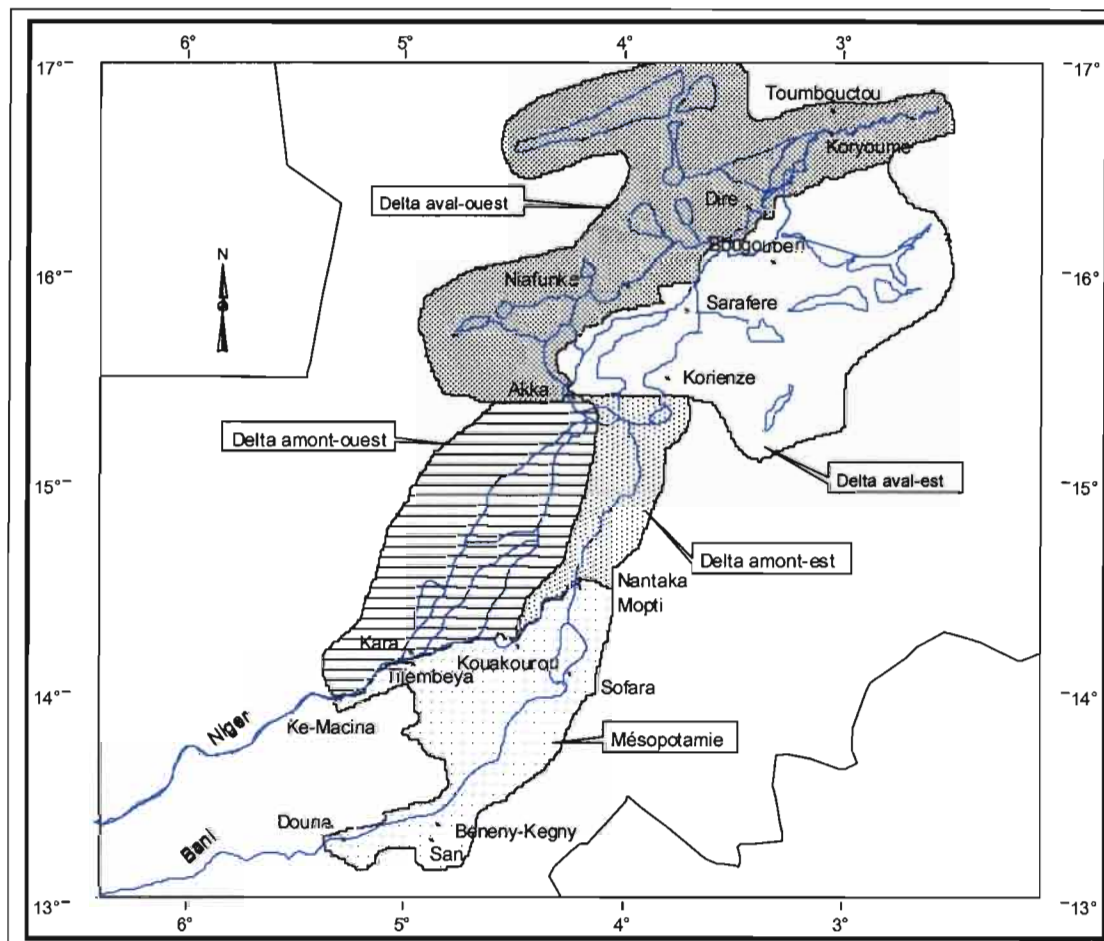 6° 5° 4° 3°
17° 17°
Toumbouctou
Koryoume
Delta aval-ouest
Dire
N
16° 16°
Niafunke
Sarafere
Akka
Korienze
Delta amont-ouest
Delta aval-est
15° 15°
Delta amont-est
Nantaka
Mopti
Kara
Kouakourou
Tilembeya
14° 14°
Sofara
Niger
Ke-Macina
Mésopotamie
Douna
Beneny-Kegny
Bani
San
13° 13°
6° 5° 4° 3°